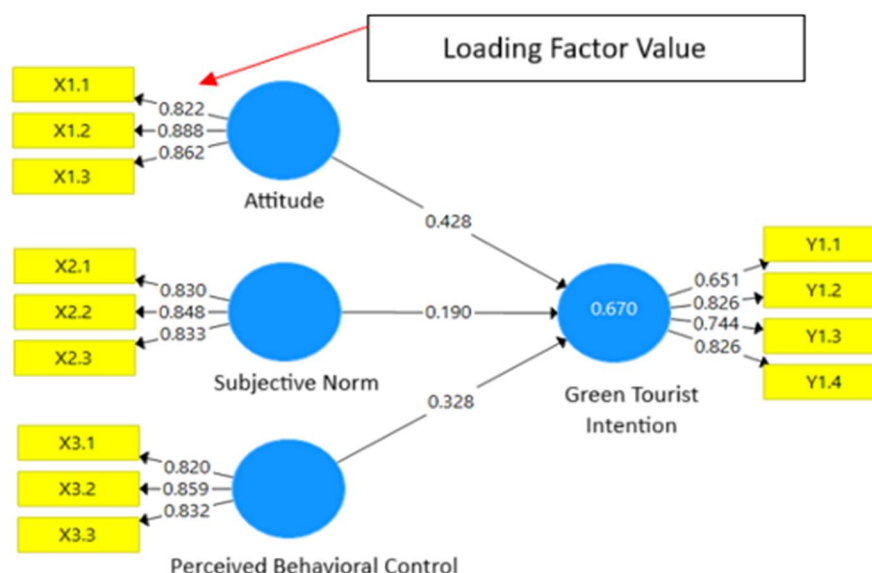 Loading Factor Value
X1.1
0.822
X1.2
0.888
X1.3
0.862
Attitude
0.428
X2.1
0.830
X2.2
0.848
X2.3
0.833
Subjective Norm
0.190
X3.1
0.820
X3.2
0.859
X3.3
0.832
Perceived Behavioral Control
0.328
0.670
Green Tourist
Intention
Y1.1
0.651
Y1.2
0.826
Y1.3
0.744
Y1.4
0.826